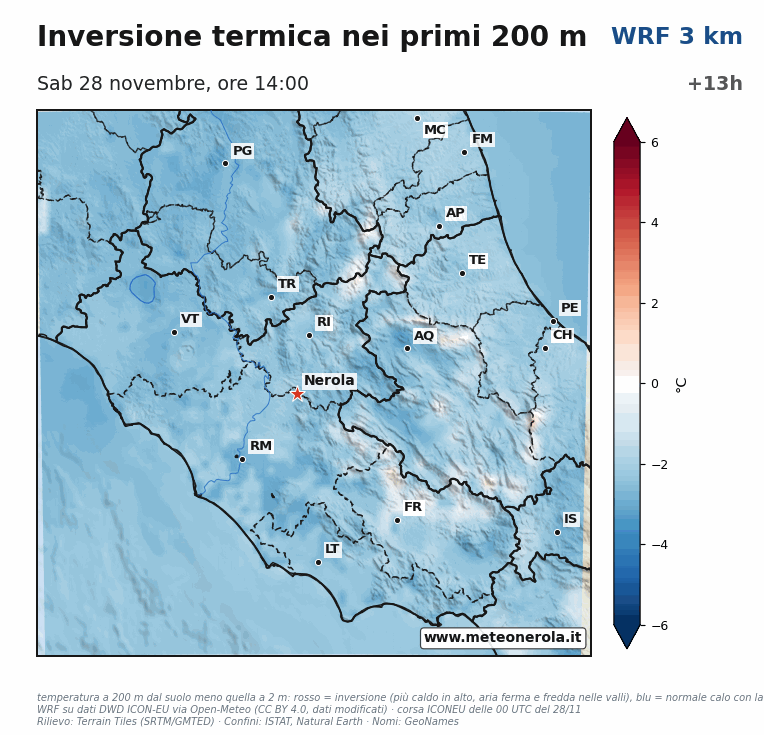 Inversione termica nei primi 200 m
WRF 3 km
Sab 28 novembre, ore 14:00
+13h
MC
FM
PG
AP
TE
TR
PE
VT
RI
AQ
CH
Nerola
RM
FR
IS
LT
www.meteonerola.it
6
4
2
0
−2
−4
−6
°C
temperatura a 200 m dal suolo meno quella a 2 m: rosso = inversione (più caldo in alto, aria ferma e fredda nelle valli), blu = normale calo con la
WRF su dati DWD ICON-EU via Open-Meteo (CC BY 4.0, dati modificati) · corsa ICONEU delle 00 UTC del 28/11
Rilievo: Terrain Tiles (SRTM/GMTED) · Confini: ISTAT, Natural Earth · Nomi: GeoNames